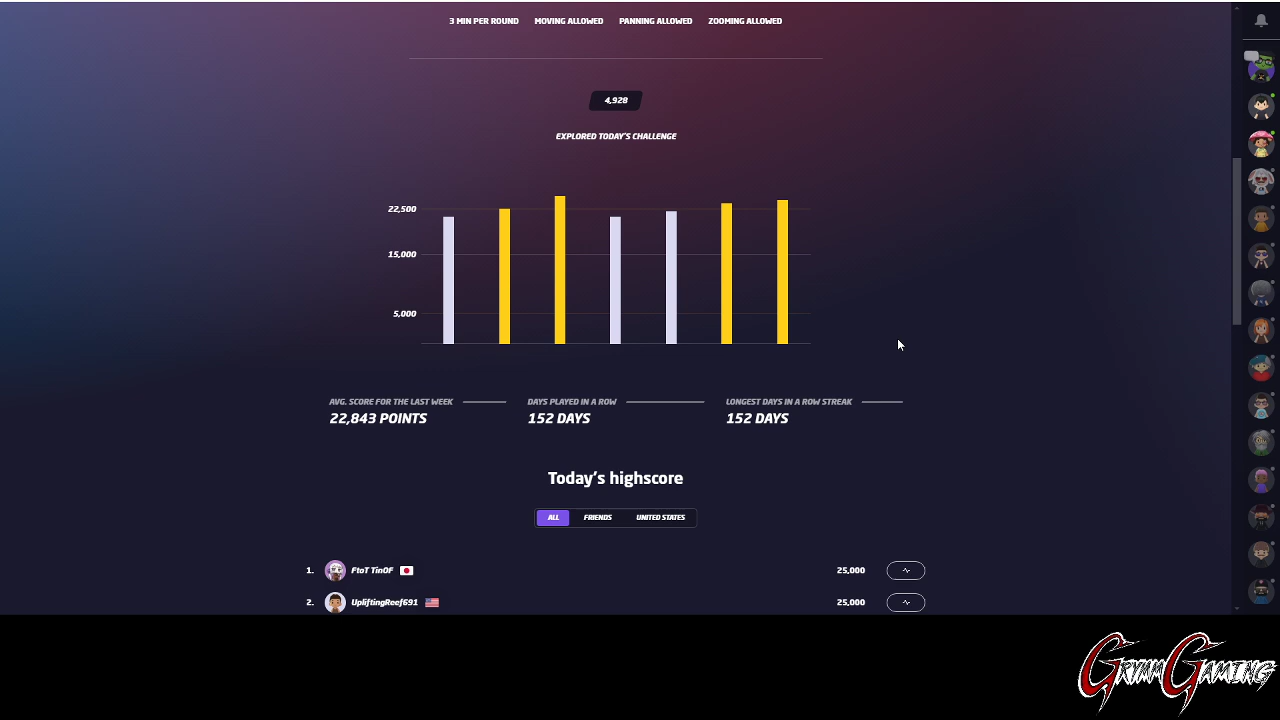 3 MIN PER ROUND MOVING ALLOWED PANNING ALLOWED ZOOMING ALLOWED
4,928
EXPLORED TODAY'S CHALLENGE
22,500
15,000
5,000
AVG. SCORE FOR THE LAST WEEK DAYS PLAYED IN A ROW LONGEST DAYS IN A ROW STREAK
22,843 POINTS 152 DAYS 152 DAYS
Today's highscore
ALL FRIENDS UNITED STATES
1. FtoT TinOF 25,000
2. UpliftingReef691 25,000
GRIMMGAMING